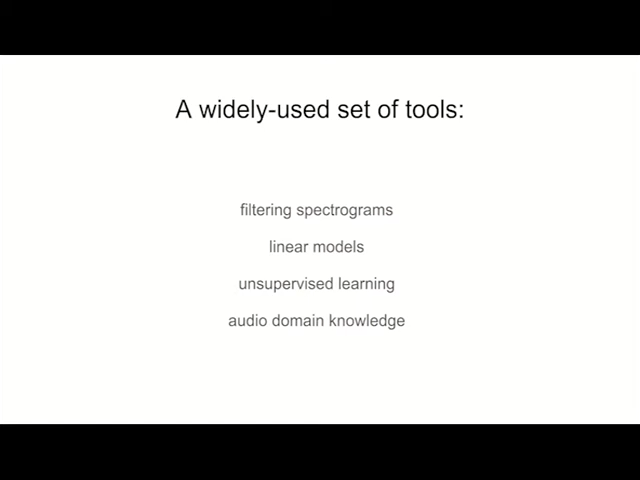 A widely-used set of tools:
filtering spectrograms
linear models
unsupervised learning
audio domain knowledge